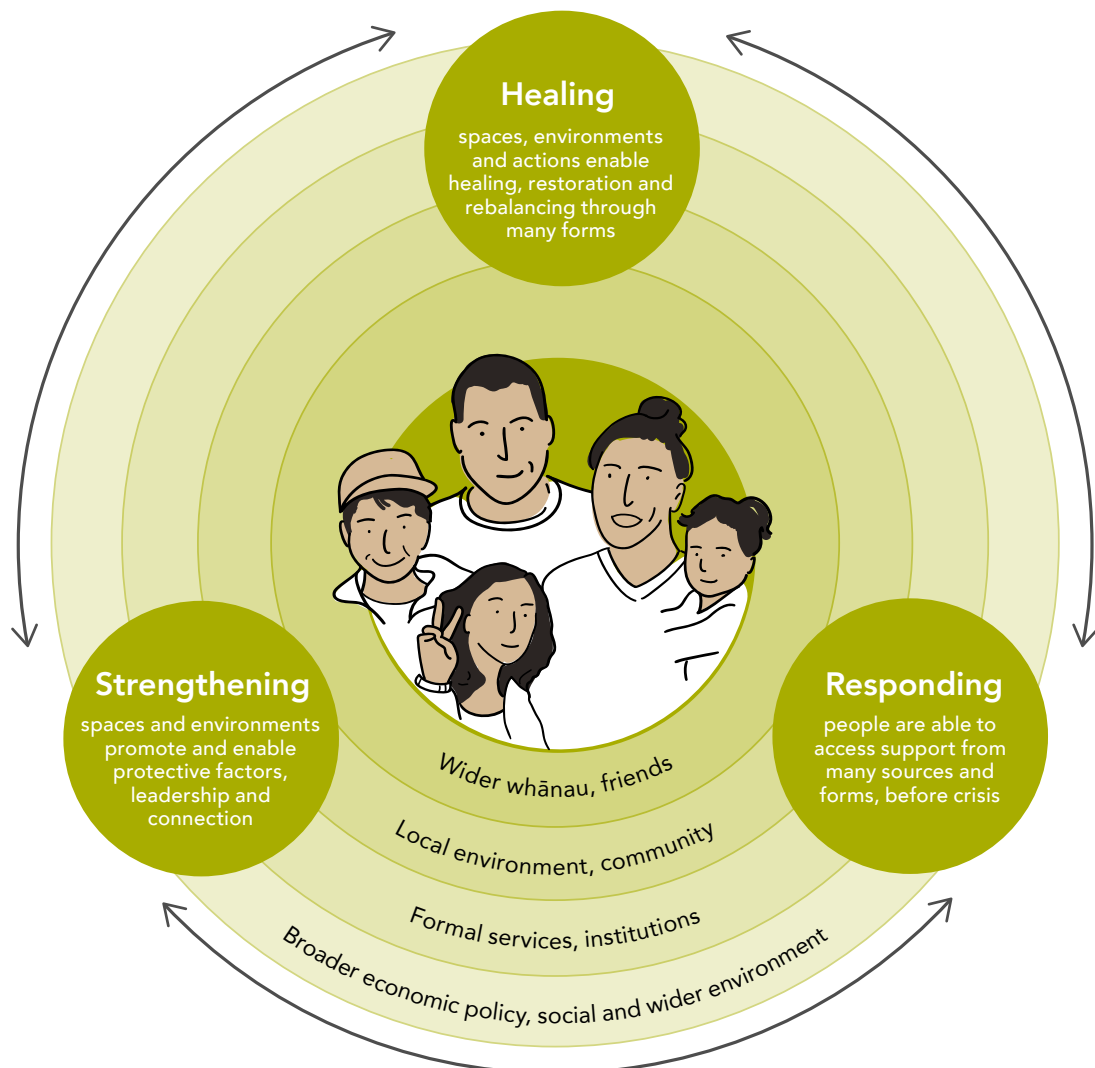 Healing
spaces, environments
and actions enable
healing, restoration and
rebalancing through
many forms
Strengthening
spaces and environments
promote and enable
protective factors,
leadership and
connection
Responding
people are able to
access support from
many sources and
forms, before crisis
Wider whānau, friends
Local environment, community
Formal services, institutions
Broader economic policy, social and wider environment